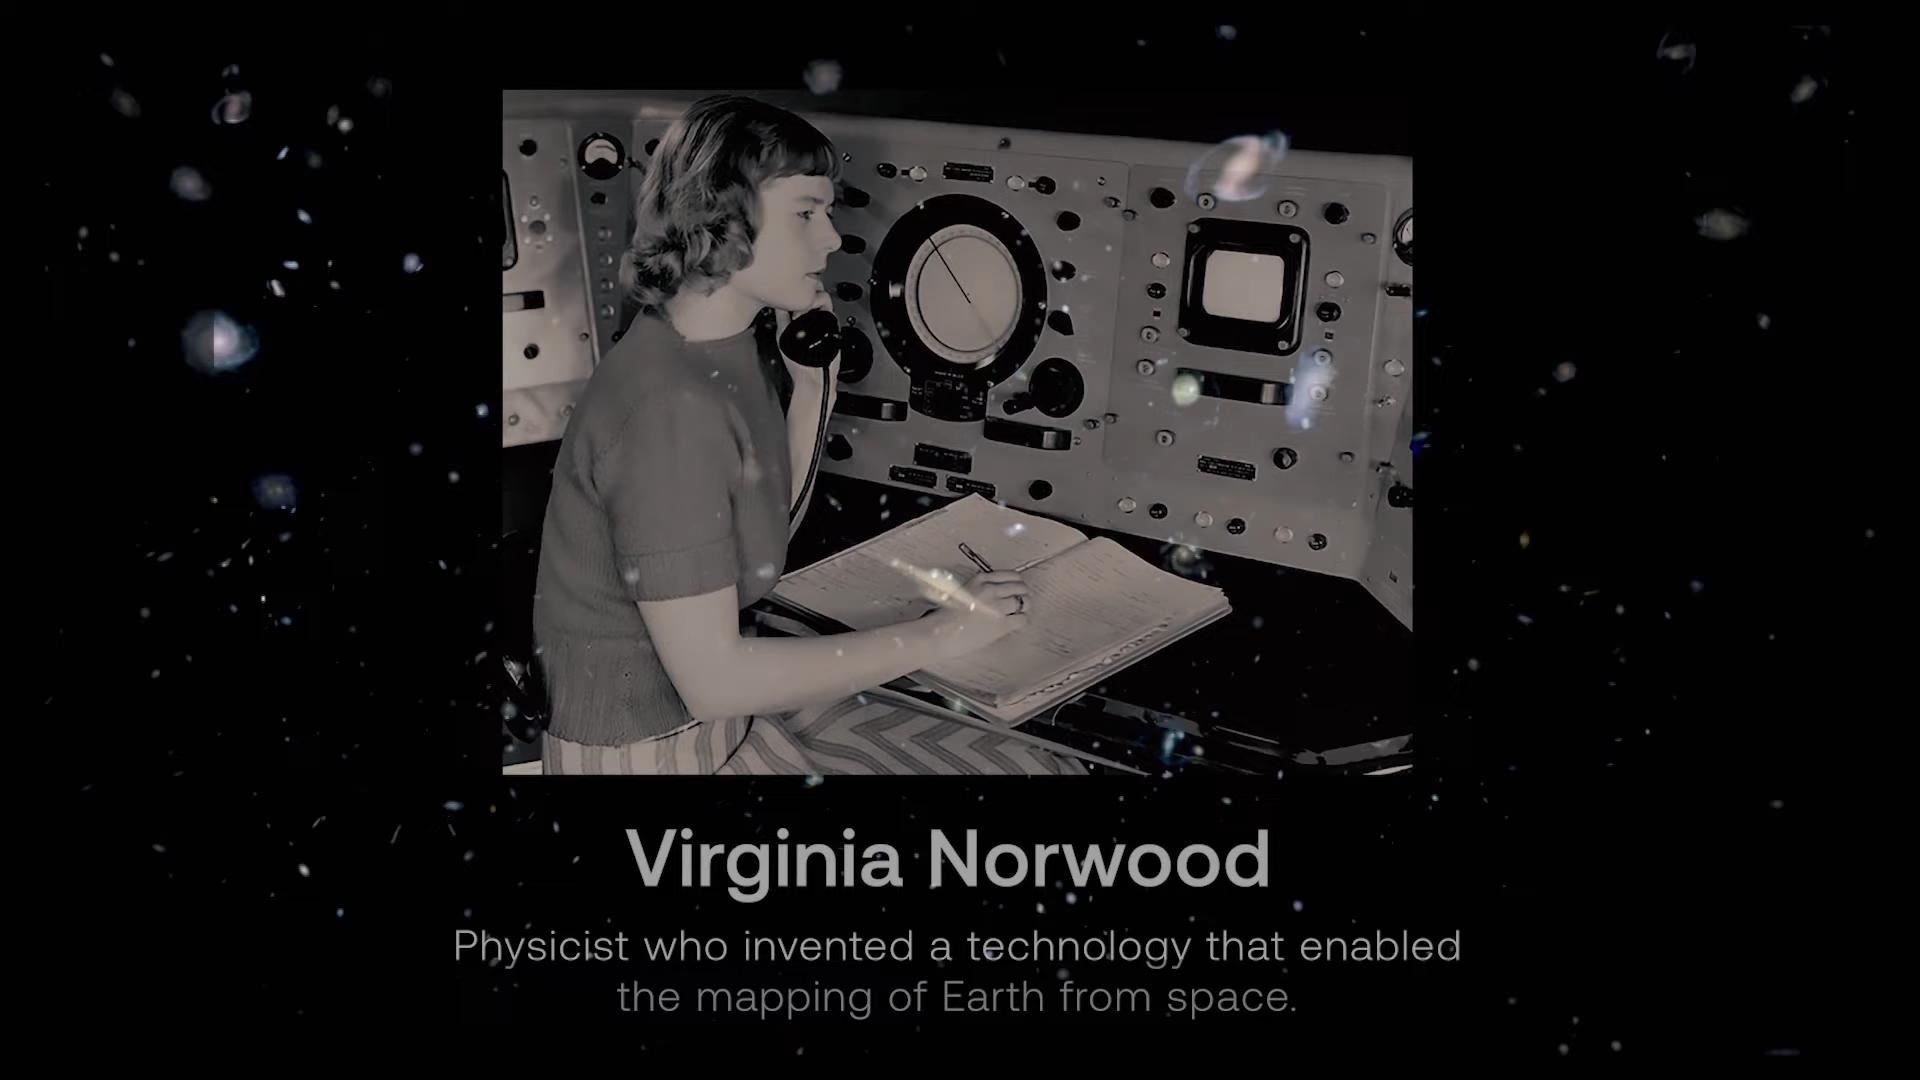 Virginia Norwood
Physicist who invented a technology that enabled
the mapping of Earth from space.